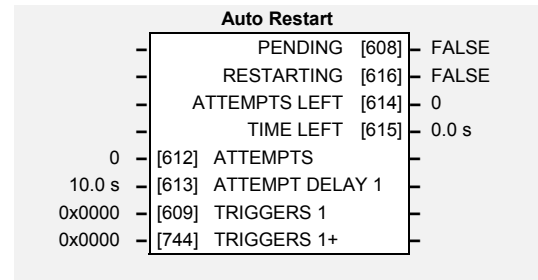 Auto Restart
PENDING [608] – FALSE
RESTARTING [616] – FALSE
ATTEMPTS LEFT [614] – 0
TIME LEFT [615] – 0.0 s
0 – [612] ATTEMPTS
10.0 s – [613] ATTEMPT DELAY 1
0x0000 – [609] TRIGGERS 1
0x0000 – [744] TRIGGERS 1+